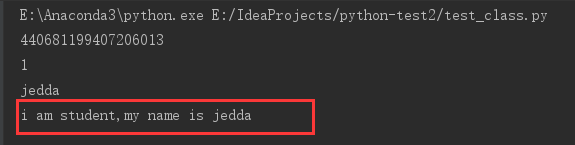 E:\Anaconda3\python.exe E:/IdeaProjects/python-test2/test_class.py
440681199407206013
1
jedda
i am student,my name is jedda